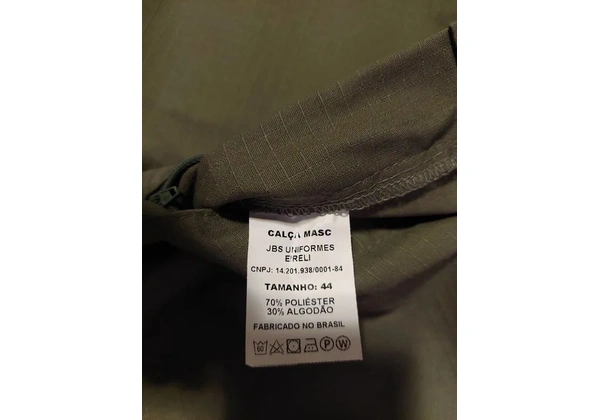 CALÇA MASC
JBS UNIFORMES
EIRELI
CNPJ: 14.201.938/0001-84
TAMANHO: 44
70% POLIÉSTER
30% ALGODÃO
FABRICADO NO BRASIL
60 P W